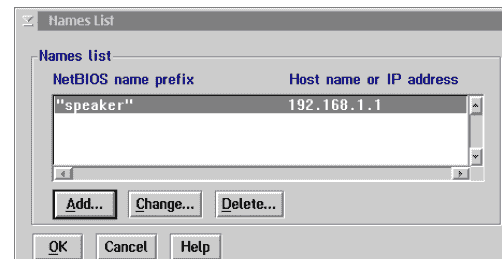 Names List
Names list
NetBIOS name prefix Host name or IP address
"speaker" 192.168.1.1
Add... Change... Delete...
OK Cancel Help